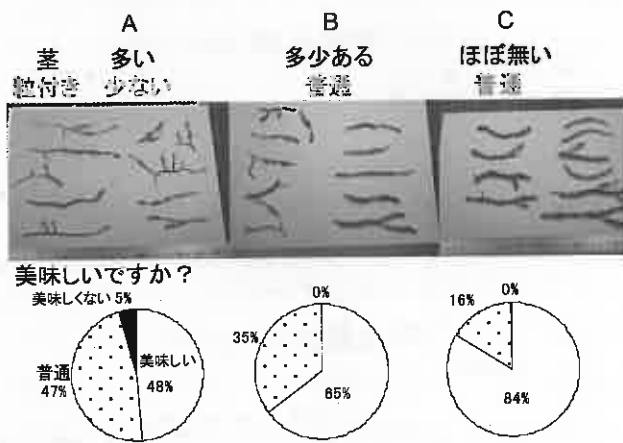 A B C
茎 多い 多少ある ほぼ無い
粒付き 少ない 普通 普通
美味しいですか？
美味しくない 5%
美味しい 48%
普通 47%
0%
35%
65%
0%
16%
84%